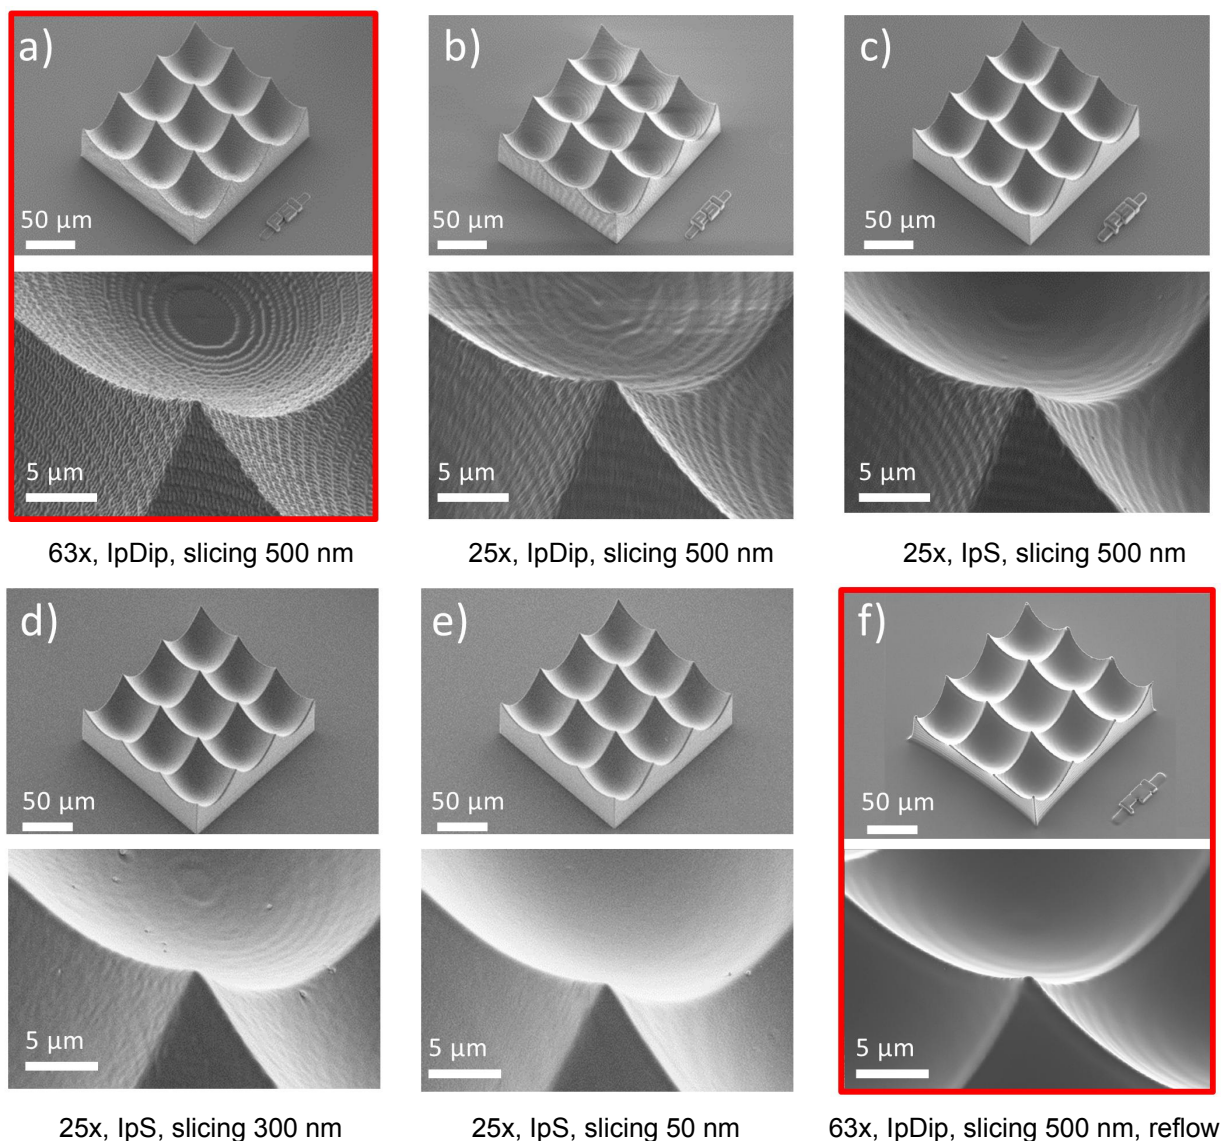 a)
50 µm
5 µm
63x, IpDip, slicing 500 nm
b)
50 µm
5 µm
25x, IpDip, slicing 500 nm
c)
50 µm
5 µm
25x, IpS, slicing 500 nm
d)
50 µm
5 µm
25x, IpS, slicing 300 nm
e)
50 µm
5 µm
25x, IpS, slicing 50 nm
f)
50 µm
5 µm
63x, IpDip, slicing 500 nm, reflow